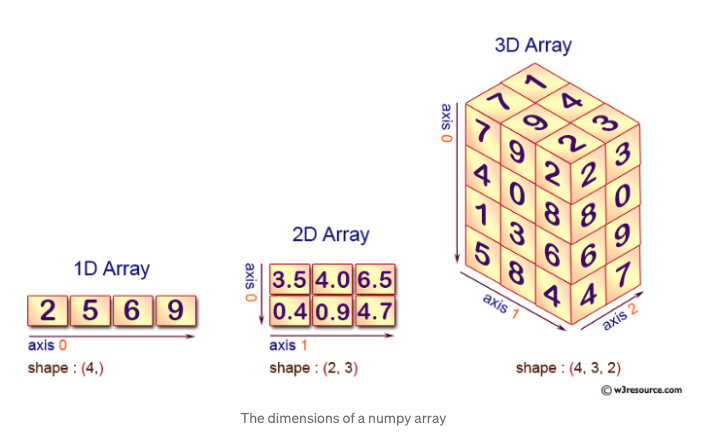 3D Array
1
7 4
9 3
2
axis 0
7 9 2 2 3
4 0 8 8 0
1 3 6 6 9
5 8 4 4 7
axis 1
axis 2
shape : (4, 3, 2)
2D Array
axis 0
3.5 4.0 6.5
0.4 0.9 4.7
axis 1
shape : (2, 3)
1D Array
2 5 6 9
axis 0
shape : (4,)
© w3resource.com
The dimensions of a numpy array